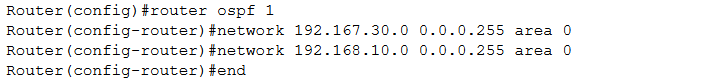 Router(config)#router ospf 1
Router(config-router)#network 192.167.30.0 0.0.0.255 area 0
Router(config-router)#network 192.168.10.0 0.0.0.255 area 0
Router(config-router)#end